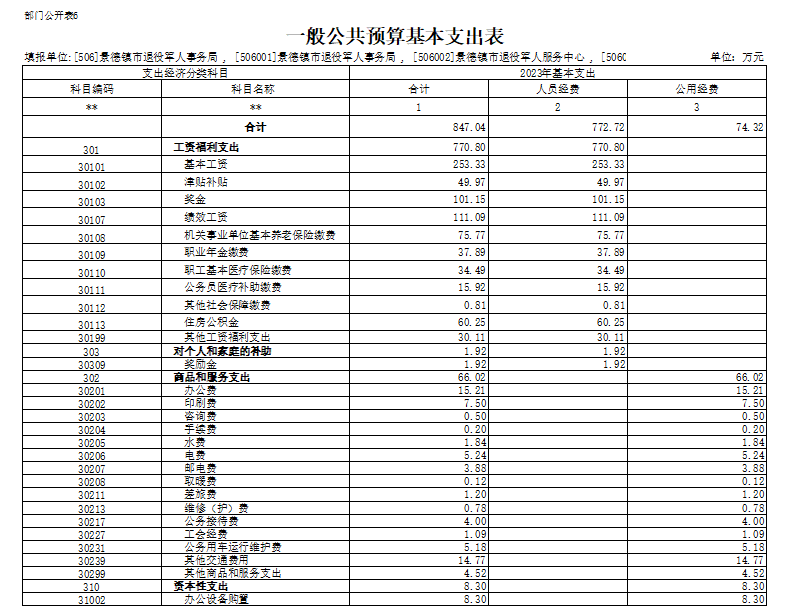 部门公开表6
一般公共预算基本支出表
填报单位:[506]景德镇市退役军人事务局 , [506001]景德镇市退役军人事务局 , [506002]景德镇市退役军人服务中心 , [5060 单位: 万元
支出经济分类科目 2023年基本支出
科目编码 科目名称 合计 人员经费 公用经费
** ** 1 2 3
合计 847.04 772.72 74.32
301 工资福利支出 770.80 770.80
30101 基本工资 253.33 253.33
30102 津贴补贴 49.97 49.97
30103 奖金 101.15 101.15
30107 绩效工资 111.09 111.09
30108 机关事业单位基本养老保险缴费 75.77 75.77
30109 职业年金缴费 37.89 37.89
30110 职工基本医疗保险缴费 34.49 34.49
30111 公务员医疗补助缴费 15.92 15.92
30112 其他社会保障缴费 0.81 0.81
30113 住房公积金 60.25 60.25
30199 其他工资福利支出 30.11 30.11
303 对个人和家庭的补助 1.92 1.92
30309 奖励金 1.92 1.92
302 商品和服务支出 66.02 66.02
30201 办公费 15.21 15.21
30202 印刷费 7.50 7.50
30203 咨询费 0.50 0.50
30204 手续费 0.20 0.20
30205 水费 1.84 1.84
30206 电费 5.24 5.24
30207 邮电费 3.88 3.88
30208 取暖费 0.12 0.12
30211 差旅费 1.20 1.20
30213 维修（护）费 0.78 0.78
30217 公务接待费 4.00 4.00
30227 工会经费 1.09 1.09
30231 公务用车运行维护费 5.18 5.18
30239 其他交通费用 14.77 14.77
30299 其他商品和服务支出 4.52 4.52
310 资本性支出 8.30 8.30
31002 办公设备购置 8.30 8.30